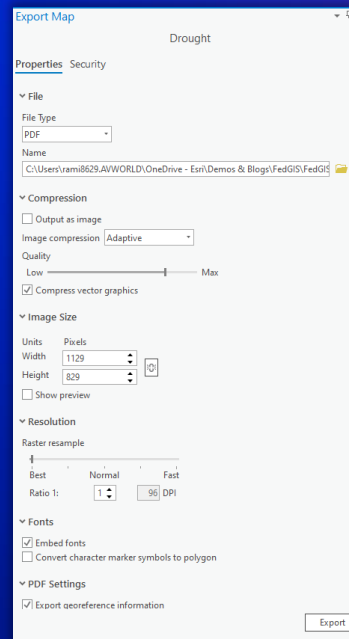 Export Map
Drought
Properties Security
File
File Type
PDF
Name
C:\Users\rami8629.AVWORLD\OneDrive - Esri\Demos & Blogs\FedGIS\FedGIS
Compression
Output as image
Image compression Adaptive
Quality
Low Max
Compress vector graphics
Image Size
Units Pixels
Width 1129
Height 829
Show preview
Resolution
Raster resample
Best Normal Fast
Ratio 1: 1 96 DPI
Fonts
Embed fonts
Convert character marker symbols to polygon
PDF Settings
Export georeference information
Export